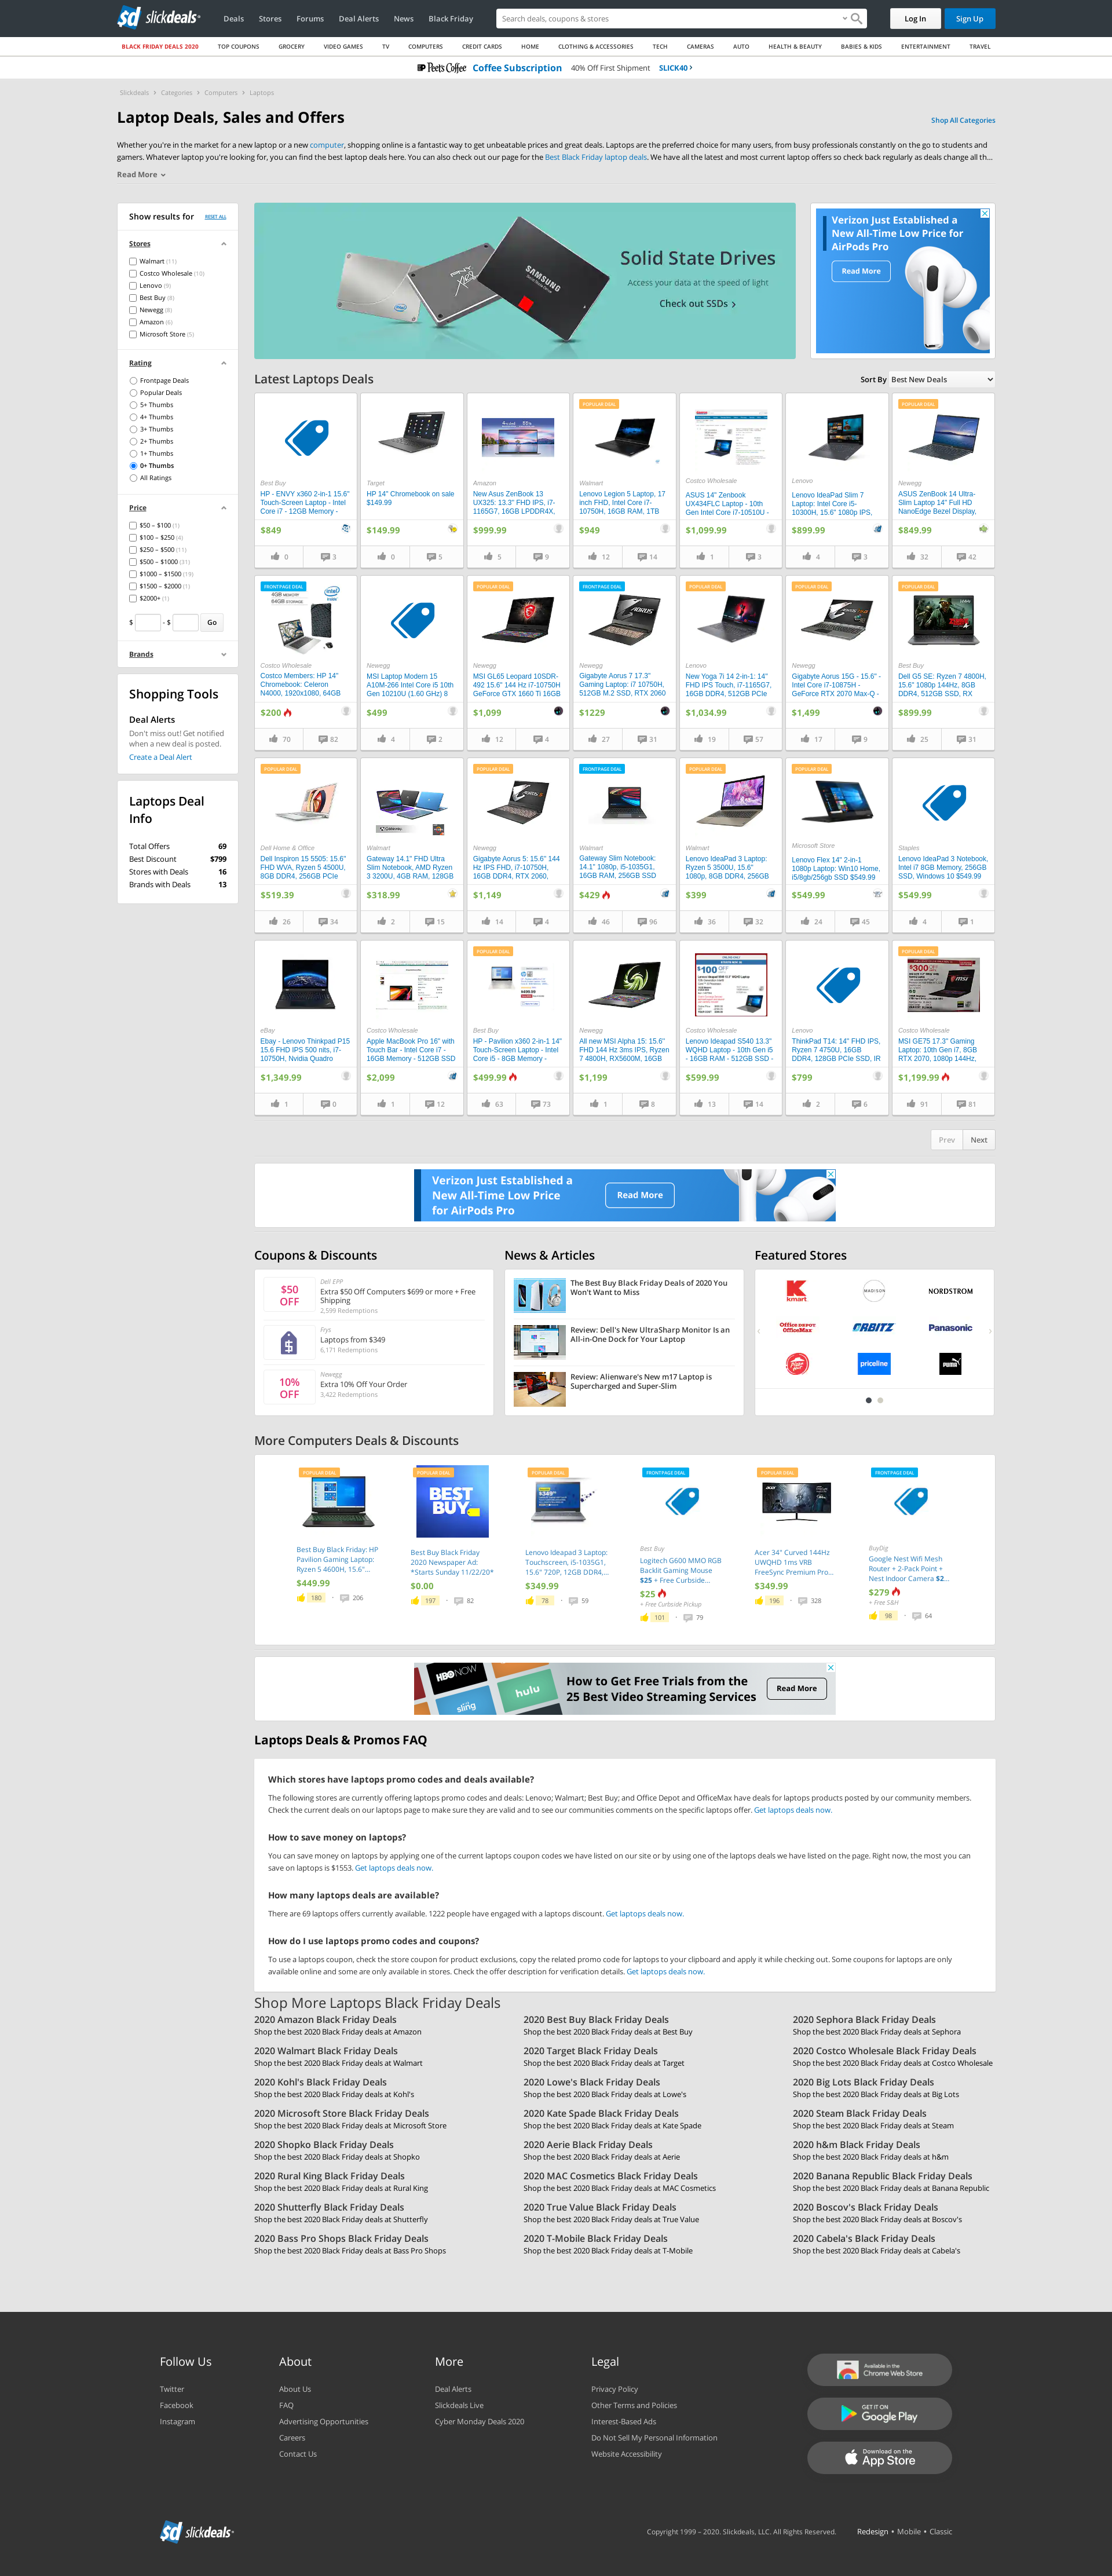 slickdeals
Deals Stores Forums Deal Alerts News Black Friday
Search deals, coupons & stores
Log In Sign Up
BLACK FRIDAY DEALS 2020 TOP COUPONS GROCERY VIDEO GAMES TV COMPUTERS CREDIT CARDS HOME CLOTHING & ACCESSORIES TECH CAMERAS AUTO HEALTH & BEAUTY BABIES & KIDS ENTERTAINMENT TRAVEL
Peet's Coffee Coffee Subscription 40% Off First Shipment SLICK40
Slickdeals Categories Computers Laptops
Laptop Deals, Sales and Offers
Shop All Categories
Whether you're in the market for a new laptop or a new computer, shopping online is a fantastic way to get unbeatable prices and great deals. Laptops are the preferred choice for many users, from busy professionals constantly on the go to students and
gamers. Whatever laptop you're looking for, you can find the best laptop deals here. You can also check out our page for the Best Black Friday laptop deals. We have all the latest and most current laptop offers so check back regularly as deals change all th...
Read More
Show results for RESET ALL
Stores
Walmart (11)
Costco Wholesale (10)
Lenovo (9)
Best Buy (8)
Newegg (8)
Amazon (6)
Microsoft Store (5)
Rating
Frontpage Deals
Popular Deals
5+ Thumbs
4+ Thumbs
3+ Thumbs
2+ Thumbs
1+ Thumbs
0+ Thumbs
All Ratings
Price
$50 – $100 (1)
$100 – $250 (4)
$250 – $500 (11)
$500 – $1000 (31)
$1000 – $1500 (19)
$1500 – $2000 (1)
$2000+ (1)
$ - $ Go
Brands
Shopping Tools
Deal Alerts
Don't miss out! Get notified
when a new deal is posted.
Create a Deal Alert
Laptops Deal
Info
Total Offers 69
Best Discount $799
Stores with Deals 16
Brands with Deals 13
SAMSUNG
Solid State Drives
Access your data at the speed of light
Check out SSDs
Verizon Just Established a
New All-Time Low Price for
AirPods Pro
Read More
Latest Laptops Deals
Sort By Best New Deals
Best Buy
HP - ENVY x360 2-in-1 15.6"
Touch-Screen Laptop - Intel
Core i7 - 12GB Memory -
$849
0 3
Target
HP 14" Chromebook on sale
$149.99
$149.99
0 5
Amazon
New Asus ZenBook 13
UX325: 13.3" FHD IPS, i7-
1165G7, 16GB LPDDR4X,
$999.99
5 9
POPULAR DEAL
Walmart
Lenovo Legion 5 Laptop, 17
inch FHD, Intel Core i7-
10750H, 16GB RAM, 1TB
$949
12 14
Costco Wholesale
ASUS 14" Zenbook
UX434FLC Laptop - 10th
Gen Intel Core i7-10510U -
$1,099.99
1 3
Lenovo
Lenovo IdeaPad Slim 7
Laptop: Intel Core i5-
10300H, 15.6" 1080p IPS,
$899.99
4 3
POPULAR DEAL
Newegg
ASUS ZenBook 14 Ultra-
Slim Laptop 14" Full HD
NanoEdge Bezel Display,
$849.99
32 42
FRONTPAGE DEAL
4GB MEMORY
64GB STORAGE
intel
Costco Wholesale
Costco Members: HP 14"
Chromebook: Celeron
N4000, 1920x1080, 64GB
$200
70 82
Newegg
MSI Laptop Modern 15
A10M-266 Intel Core i5 10th
Gen 10210U (1.60 GHz) 8
$499
4 2
POPULAR DEAL
Newegg
MSI GL65 Leopard 10SDR-
492 15.6" 144 Hz i7-10750H
GeForce GTX 1660 Ti 16GB
$1,099
12 4
FRONTPAGE DEAL
AORUS
Newegg
Gigabyte Aorus 7 17.3"
Gaming Laptop: i7 10750H,
512GB M.2 SSD, RTX 2060
$1229
27 31
POPULAR DEAL
Lenovo
New Yoga 7i 14 2-in-1: 14"
FHD IPS Touch, i7-1165G7,
16GB DDR4, 512GB PCIe
$1,034.99
19 57
POPULAR DEAL
Newegg
Gigabyte Aorus 15G - 15.6" -
Intel Core i7-10875H -
GeForce RTX 2070 Max-Q -
$1,499
17 9
POPULAR DEAL
Best Buy
Dell G5 SE: Ryzen 7 4800H,
15.6" 1080p 144Hz, 8GB
DDR4, 512GB SSD, RX
$899.99
25 31
POPULAR DEAL
Dell Home & Office
Dell Inspiron 15 5505: 15.6"
FHD WVA, Ryzen 5 4500U,
8GB DDR4, 256GB PCIe
$519.39
26 34
Walmart
Gateway 14.1" FHD Ultra
Slim Notebook, AMD Ryzen
3 3200U, 4GB RAM, 128GB
$318.99
2 15
POPULAR DEAL
Newegg
Gigabyte Aorus 5: 15.6" 144
Hz IPS FHD, i7-10750H,
16GB DDR4, RTX 2060,
$1,149
14 4
FRONTPAGE DEAL
Walmart
Gateway Slim Notebook:
14.1" 1080p, i5-1035G1,
16GB RAM, 256GB SSD
$429
46 96
POPULAR DEAL
Walmart
Lenovo IdeaPad 3 Laptop:
Ryzen 5 3500U, 15.6"
1080p, 8GB DDR4, 256GB
$399
36 32
POPULAR DEAL
Microsoft Store
Lenovo Flex 14" 2-in-1
1080p Laptop: Win10 Home,
i5/8gb/256gb SSD $549.99
$549.99
24 45
Staples
Lenovo IdeaPad 3 Notebook,
Intel i7 8GB Memory, 256GB
SSD, Windows 10 $549.99
$549.99
4 1
eBay
Ebay - Lenovo Thinkpad P15
15.6 FHD IPS 500 nits, i7-
10750H, Nvidia Quadro
$1,349.99
1 0
Costco Wholesale
Apple MacBook Pro 16" with
Touch Bar - Intel Core i7 -
16GB Memory - 512GB SSD
$2,099
1 12
POPULAR DEAL
Best Buy
HP - Pavilion x360 2-in-1 14"
Touch-Screen Laptop - Intel
Core i5 - 8GB Memory -
$499.99
63 73
Newegg
All new MSI Alpha 15: 15.6"
FHD 144 Hz 3ms IPS, Ryzen
7 4800H, RX5600M, 16GB
$1,199
1 8
$100 OFF
Costco Wholesale
Lenovo Ideapad S540 13.3"
WQHD Laptop - 10th Gen i5
- 16GB RAM - 512GB SSD -
$599.99
13 14
Lenovo
ThinkPad T14: 14" FHD IPS,
Ryzen 7 4750U, 16GB
DDR4, 128GB PCIe SSD, IR
$799
2 6
POPULAR DEAL
$300 OFF
Costco Wholesale
MSI GE75 17.3" Gaming
Laptop: 10th Gen i7, 8GB
RTX 2070, 1080p 144Hz,
$1,199.99
91 81
Prev Next
Verizon Just Established a
New All-Time Low Price
for AirPods Pro
Read More
Coupons & Discounts
$50
OFF
Dell EPP
Extra $50 Off Computers $699 or more + Free
Shipping
2,599 Redemptions
Frys
Laptops from $349
6,171 Redemptions
10%
OFF
Newegg
Extra 10% Off Your Order
3,422 Redemptions
News & Articles
The Best Buy Black Friday Deals of 2020 You
Won't Want to Miss
Review: Dell's New UltraSharp Monitor Is an
All-in-One Dock for Your Laptop
Review: Alienware's New m17 Laptop is
Supercharged and Super-Slim
Featured Stores
kmart MADISON NORDSTROM
Office DEPOT OfficeMax ORBITZ Panasonic
Pizza Hut priceline PUMA
More Computers Deals & Discounts
POPULAR DEAL
Best Buy Black Friday: HP
Pavilion Gaming Laptop:
Ryzen 5 4600H, 15.6"...
$449.99
180 206
POPULAR DEAL
BEST
BUY
Best Buy Black Friday
2020 Newspaper Ad:
*Starts Sunday 11/22/20*
$0.00
197 82
POPULAR DEAL
Lenovo Ideapad 3 Laptop:
Touchscreen, i5-1035G1,
15.6" 720P, 12GB DDR4,...
$349.99
78 59
FRONTPAGE DEAL
Best Buy
Logitech G600 MMO RGB
Backlit Gaming Mouse
$25 + Free Curbside...
$25
+ Free Curbside Pickup
101 79
POPULAR DEAL
Acer 34" Curved 144Hz
UWQHD 1ms VRB
FreeSync Premium Pro...
$349.99
196 328
FRONTPAGE DEAL
BuyDig
Google Nest Wifi Mesh
Router + 2-Pack Point +
Nest Indoor Camera $2...
$279
+ Free S&H
98 64
HBO NOW
hulu
sling
How to Get Free Trials from the
25 Best Video Streaming Services
Read More
Laptops Deals & Promos FAQ
Which stores have laptops promo codes and deals available?
The following stores are currently offering laptops promo codes and deals: Lenovo; Walmart; Best Buy; and Office Depot and OfficeMax have deals for laptops products posted by our community members.
Check the current deals on our laptops page to make sure they are valid and to see our communities comments on the specific laptops offer. Get laptops deals now.
How to save money on laptops?
You can save money on laptops by applying one of the current laptops coupon codes we have listed on our site or by using one of the laptops deals we have listed on the page. Right now, the most you can
save on laptops is $1553. Get laptops deals now.
How many laptops deals are available?
There are 69 laptops offers currently available. 1222 people have engaged with a laptops discount. Get laptops deals now.
How do I use laptops promo codes and coupons?
To use a laptops coupon, check the store coupon for product exclusions, copy the related promo code for laptops to your clipboard and apply it while checking out. Some coupons for laptops are only
available online and some are only available in stores. Check the offer description for verification details. Get laptops deals now.
Shop More Laptops Black Friday Deals
2020 Amazon Black Friday Deals 2020 Best Buy Black Friday Deals 2020 Sephora Black Friday Deals
Shop the best 2020 Black Friday deals at Amazon Shop the best 2020 Black Friday deals at Best Buy Shop the best 2020 Black Friday deals at Sephora
2020 Walmart Black Friday Deals 2020 Target Black Friday Deals 2020 Costco Wholesale Black Friday Deals
Shop the best 2020 Black Friday deals at Walmart Shop the best 2020 Black Friday deals at Target Shop the best 2020 Black Friday deals at Costco Wholesale
2020 Kohl's Black Friday Deals 2020 Lowe's Black Friday Deals 2020 Big Lots Black Friday Deals
Shop the best 2020 Black Friday deals at Kohl's Shop the best 2020 Black Friday deals at Lowe's Shop the best 2020 Black Friday deals at Big Lots
2020 Microsoft Store Black Friday Deals 2020 Kate Spade Black Friday Deals 2020 Steam Black Friday Deals
Shop the best 2020 Black Friday deals at Microsoft Store Shop the best 2020 Black Friday deals at Kate Spade Shop the best 2020 Black Friday deals at Steam
2020 Shopko Black Friday Deals 2020 Aerie Black Friday Deals 2020 h&m Black Friday Deals
Shop the best 2020 Black Friday deals at Shopko Shop the best 2020 Black Friday deals at Aerie Shop the best 2020 Black Friday deals at h&m
2020 Rural King Black Friday Deals 2020 MAC Cosmetics Black Friday Deals 2020 Banana Republic Black Friday Deals
Shop the best 2020 Black Friday deals at Rural King Shop the best 2020 Black Friday deals at MAC Cosmetics Shop the best 2020 Black Friday deals at Banana Republic
2020 Shutterfly Black Friday Deals 2020 True Value Black Friday Deals 2020 Boscov's Black Friday Deals
Shop the best 2020 Black Friday deals at Shutterfly Shop the best 2020 Black Friday deals at True Value Shop the best 2020 Black Friday deals at Boscov's
2020 Bass Pro Shops Black Friday Deals 2020 T-Mobile Black Friday Deals 2020 Cabela's Black Friday Deals
Shop the best 2020 Black Friday deals at Bass Pro Shops Shop the best 2020 Black Friday deals at T-Mobile Shop the best 2020 Black Friday deals at Cabela's
Follow Us
Twitter
Facebook
Instagram
About
About Us
FAQ
Advertising Opportunities
Careers
Contact Us
More
Deal Alerts
Slickdeals Live
Cyber Monday Deals 2020
Legal
Privacy Policy
Other Terms and Policies
Interest-Based Ads
Do Not Sell My Personal Information
Website Accessibility
Available in the
Chrome Web Store
GET IT ON
Google Play
Download on the
App Store
slickdeals
Copyright 1999 – 2020. Slickdeals, LLC. All Rights Reserved. Redesign • Mobile • Classic